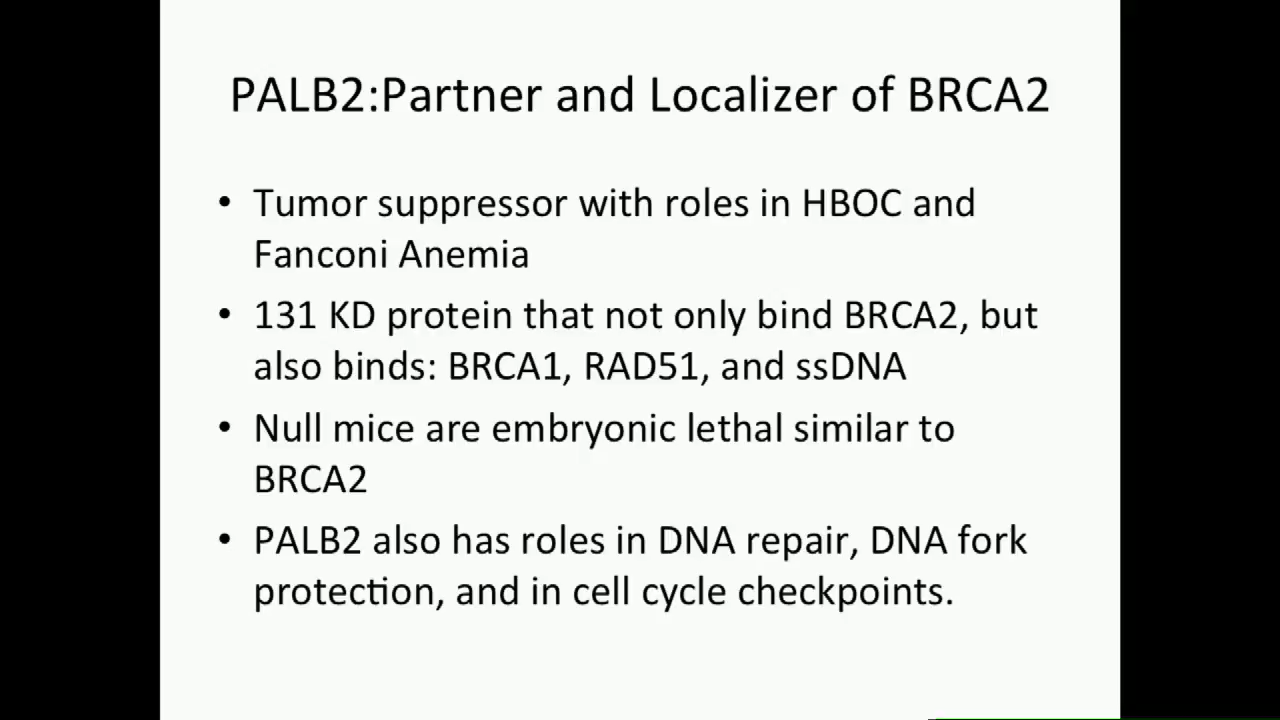 PALB2:Partner and Localizer of BRCA2
• Tumor suppressor with roles in HBOC and
Fanconi Anemia
• 131 KD protein that not only bind BRCA2, but
also binds: BRCA1, RAD51, and ssDNA
• Null mice are embryonic lethal similar to
BRCA2
• PALB2 also has roles in DNA repair, DNA fork
protection, and in cell cycle checkpoints.